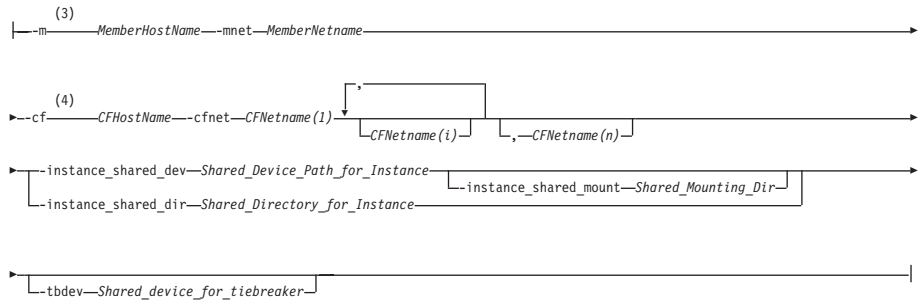 (3)
-m MemberHostName -mnet MemberNetname
(4) ,
-cf CFHostName -cfnet CFNetname(1)
CFNetname(i) , CFNetname(n)
-instance_shared_dev Shared_Device_Path_for_Instance
-instance_shared_mount Shared_Mounting_Dir
-instance_shared_dir Shared_Directory_for_Instance
-tbdev Shared_device_for_tiebreaker